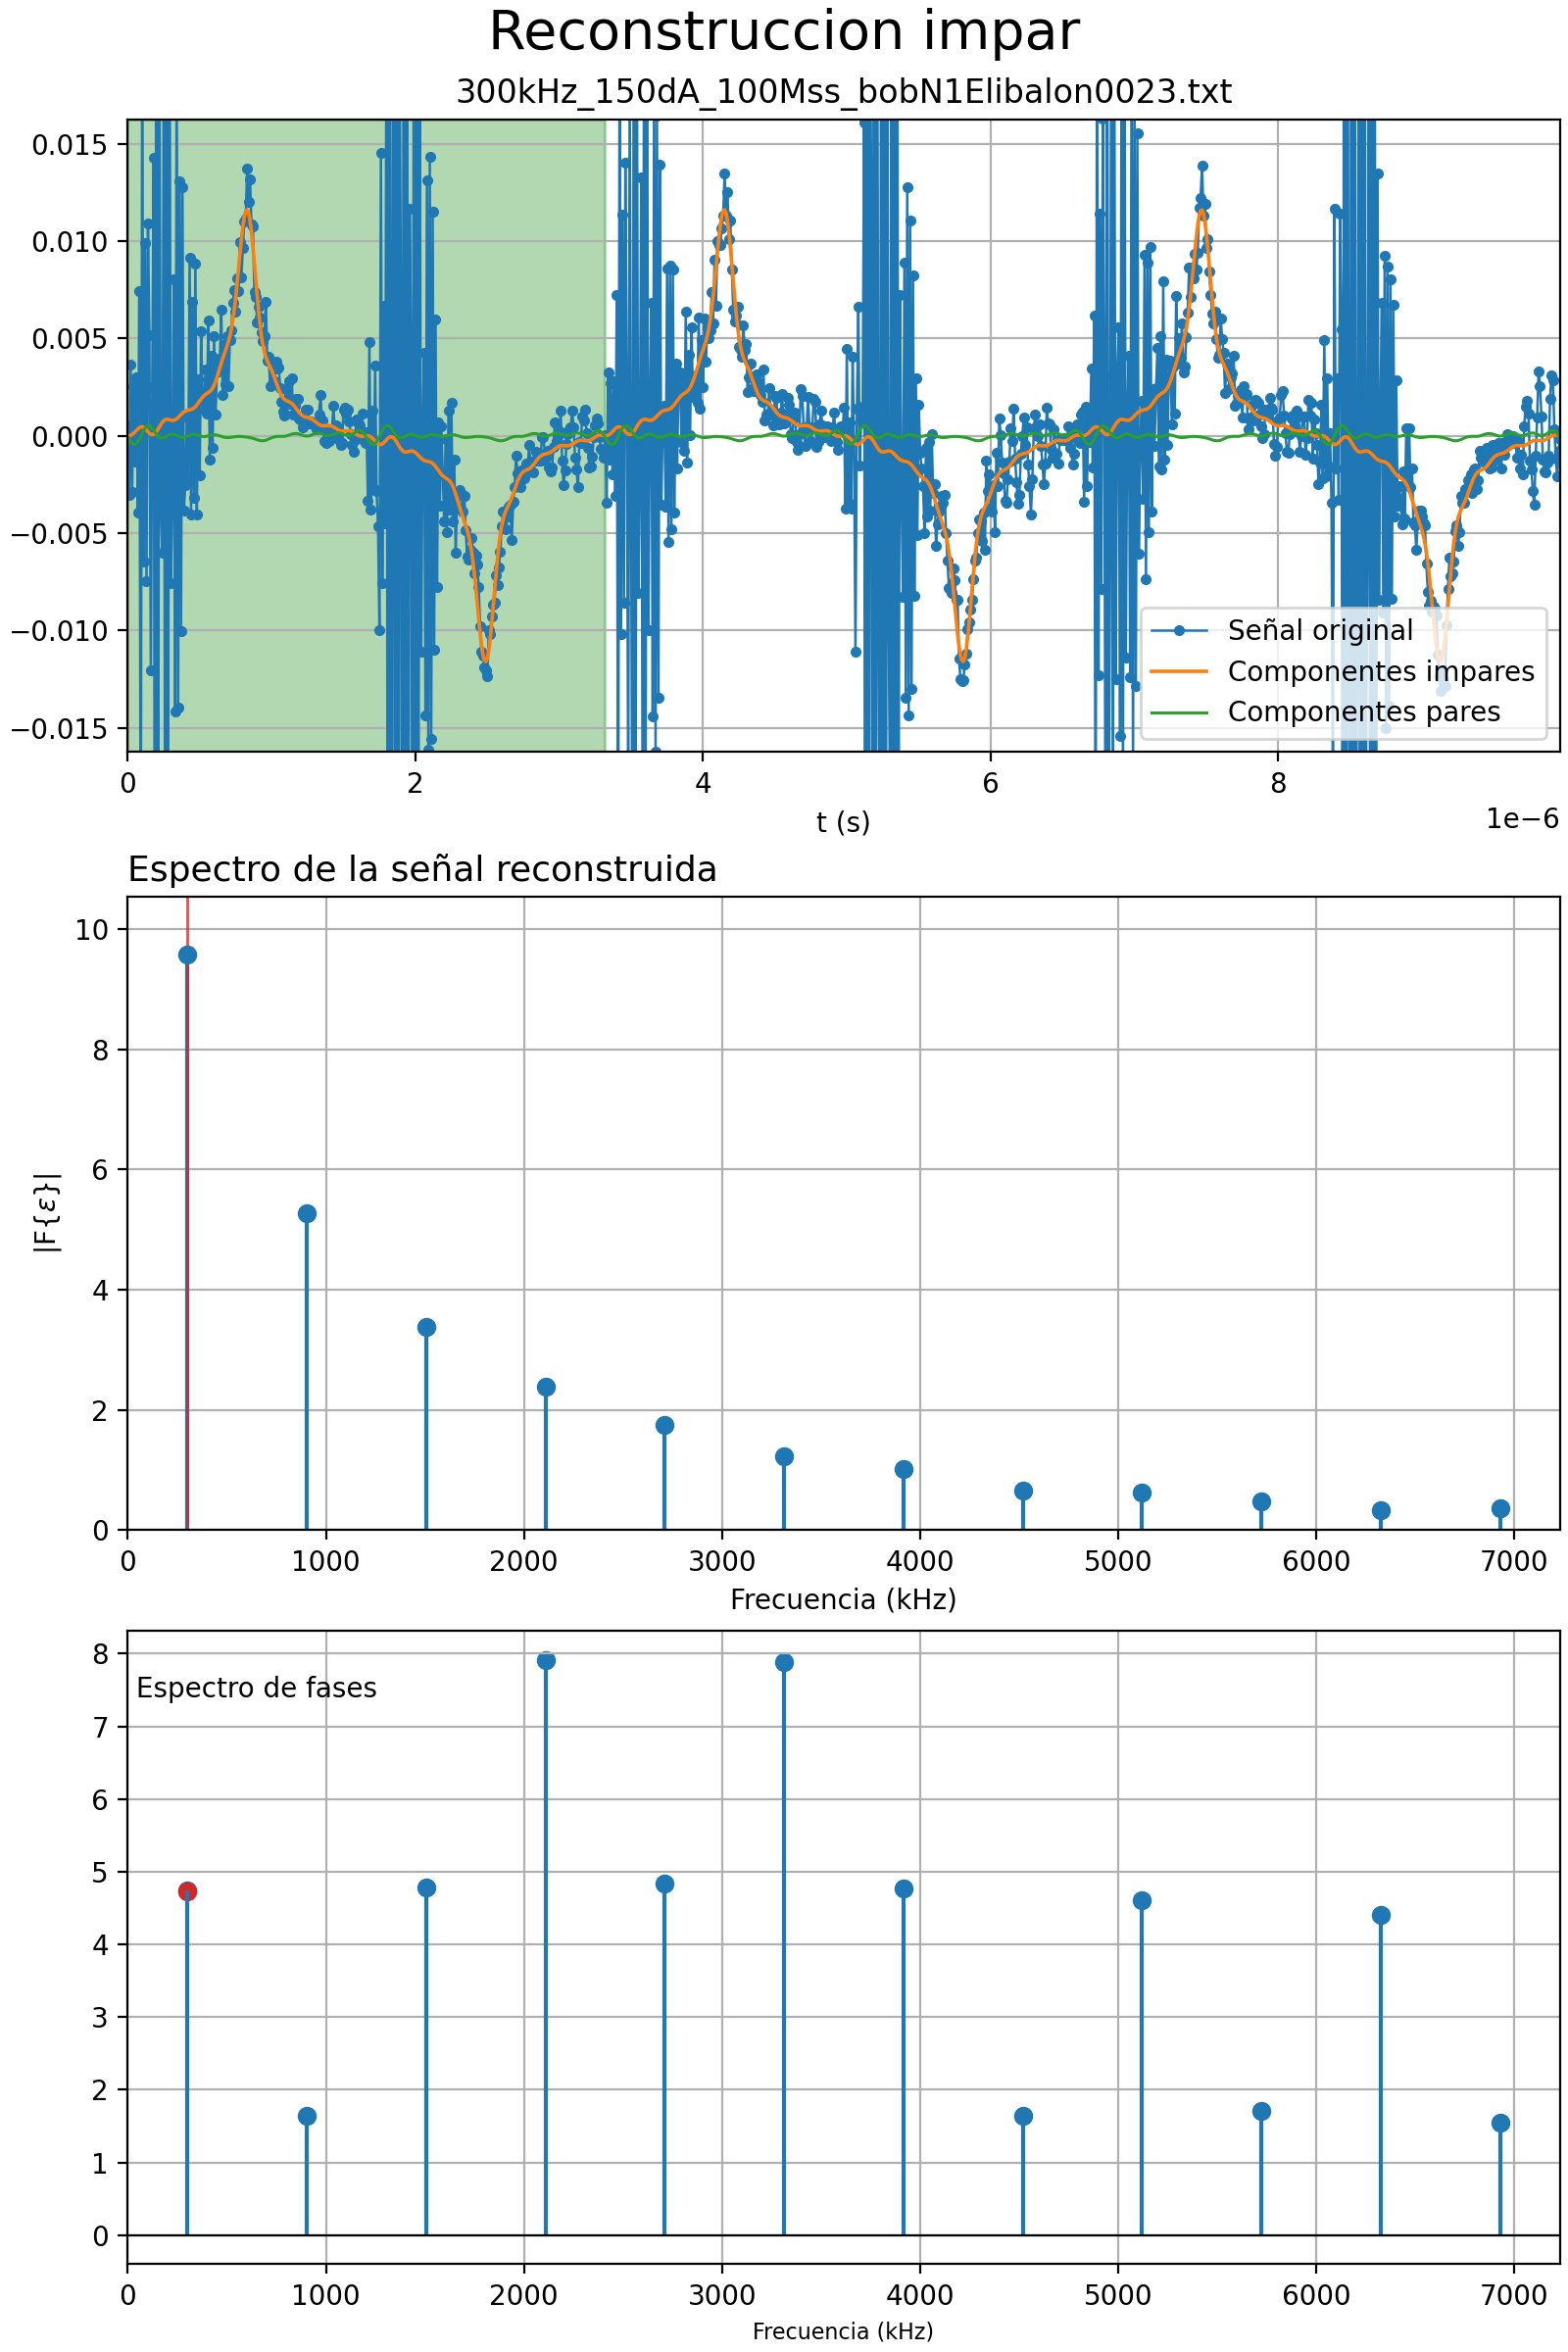 Reconstruccion impar
300kHz_150dA_100Mss_bobN1Elibalon0023.txt
0.015
0.010
0.005
0.000
−0.005
−0.010
−0.015
Señal original
Componentes impares
Componentes pares
0 2 4 6 8
1e−6
t (s)
Espectro de la señal reconstruida
10
8
6
4
2
0
|F{ε}|
0 1000 2000 3000 4000 5000 6000 7000
Frecuencia (kHz)
8
7
6
5
4
3
2
1
0
Espectro de fases
0 1000 2000 3000 4000 5000 6000 7000
Frecuencia (kHz)